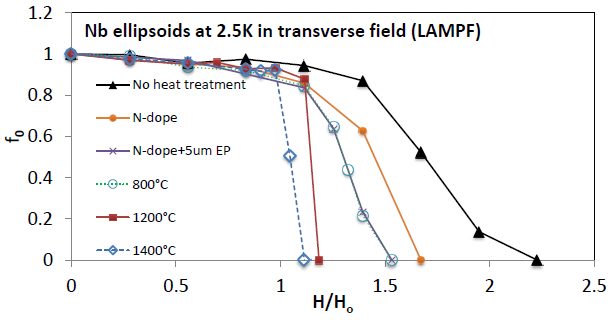 Nb ellipsoids at 2.5K in transverse field (LAMPF)
1.2
1
0.8
0.6
0.4
0.2
0
f₀
No heat treatment
N-dope
N-dope+5um EP
800°C
1200°C
1400°C
0
0.5
1
1.5
2
2.5
H/Hₒ